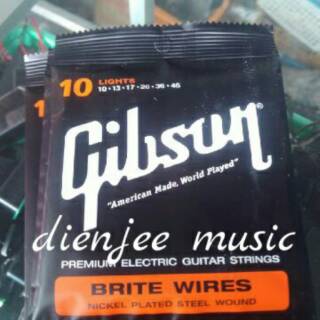 10 LIGHTS
10•13•17•26•36•46
Gibson®
"American Made, World Played"
dienjee music
PREMIUM ELECTRIC GUITAR STRINGS
BRITE WIRES
NICKEL PLATED STEEL WOUND
1